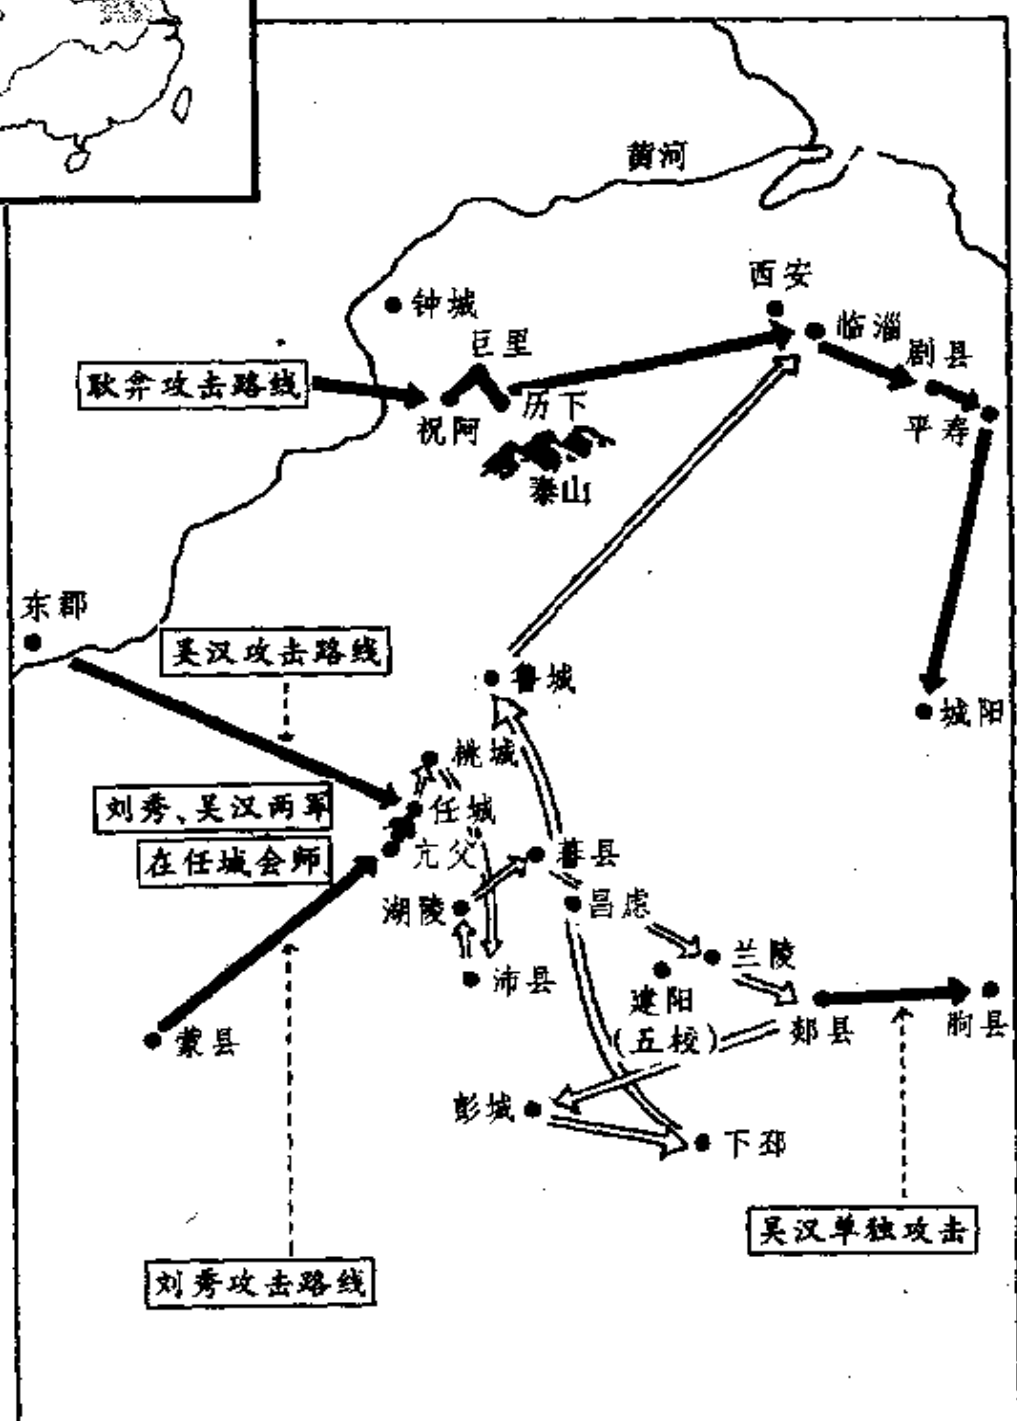 黄河
西安
钟城
临淄
巨里
剧县
耿弇攻击路线
历下
祝阿
平寿
泰山
东郡
吴汉攻击路线
鲁城
城阳
桃城
刘秀、吴汉两军
任城
在任城会师
亢父
蕃县
湖陵
昌虑
兰陵
沛县
建阳
(五校)
郯县
朐县
蒙县
彭城
下邳
吴汉单独攻击
刘秀攻击路线